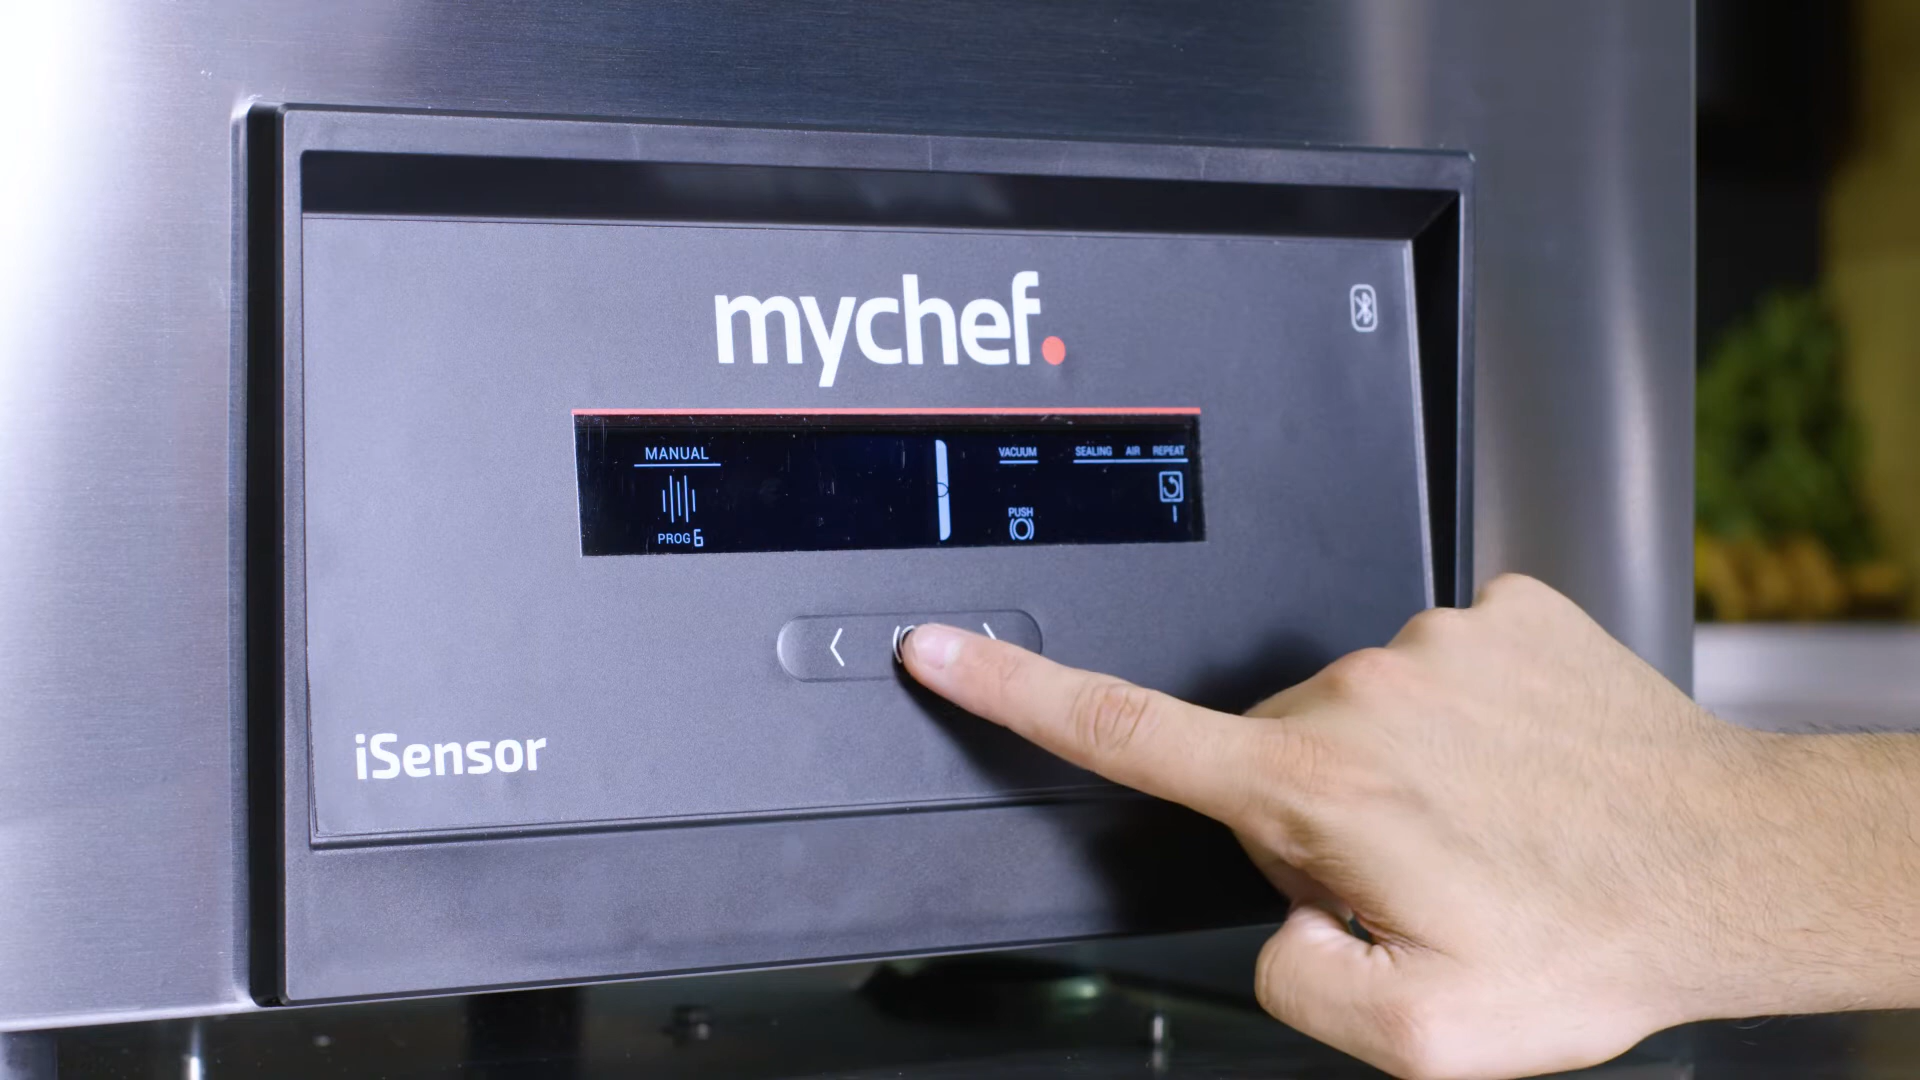 mychef.
MANUAL
PROG 6
VACUUM
PUSH
SEALING AIR REPEAT
1
iSensor